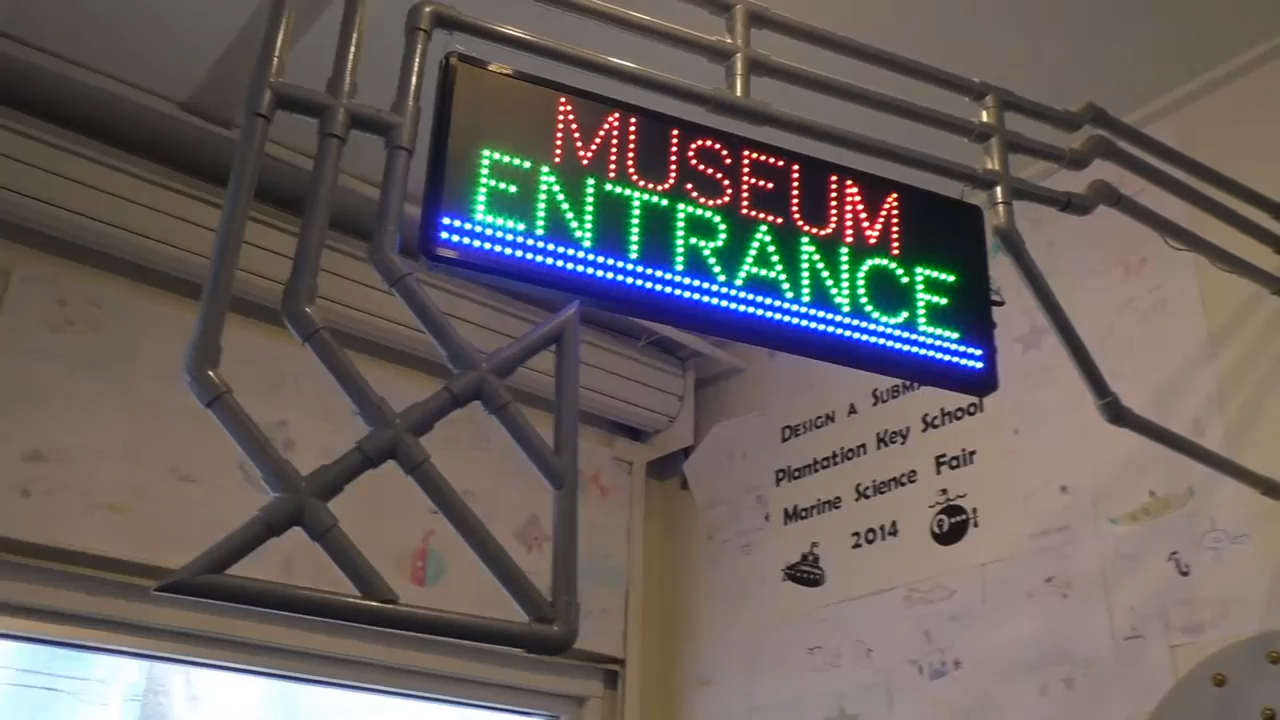 MUSEUM
ENTRANCE
DESIGN A
Plantation Key School
Marine Science Fair
2014